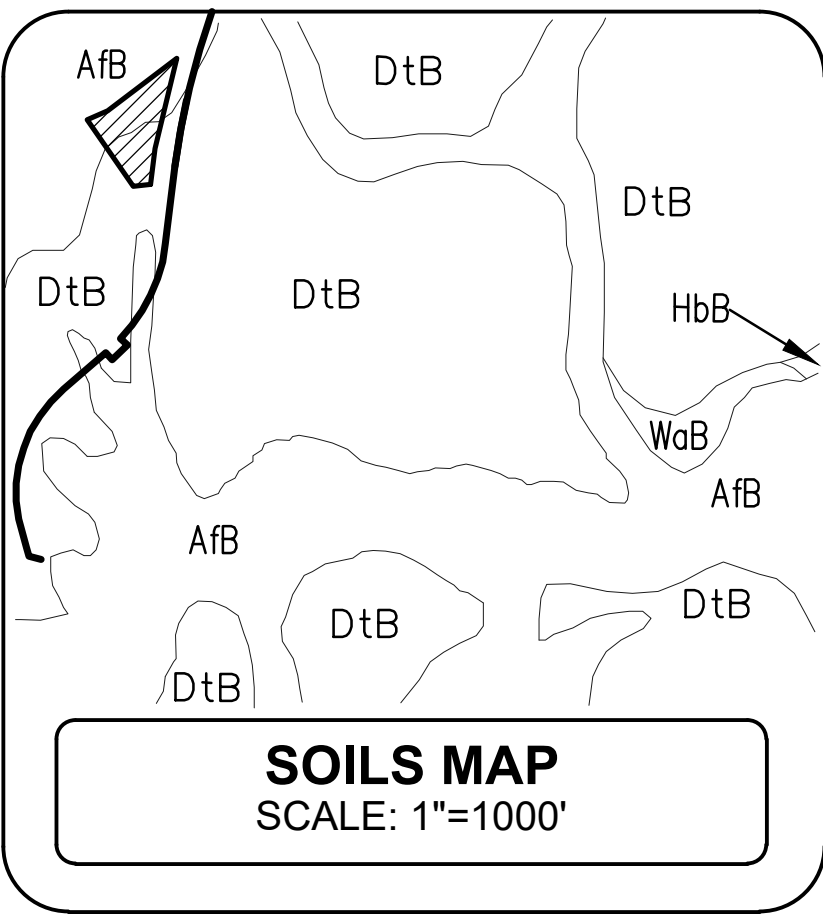 AfB
DtB
DtB
DtB
DtB
HbB
WaB
AfB
AfB
DtB
DtB
DtB
SOILS MAP
SCALE: 1"=1000'